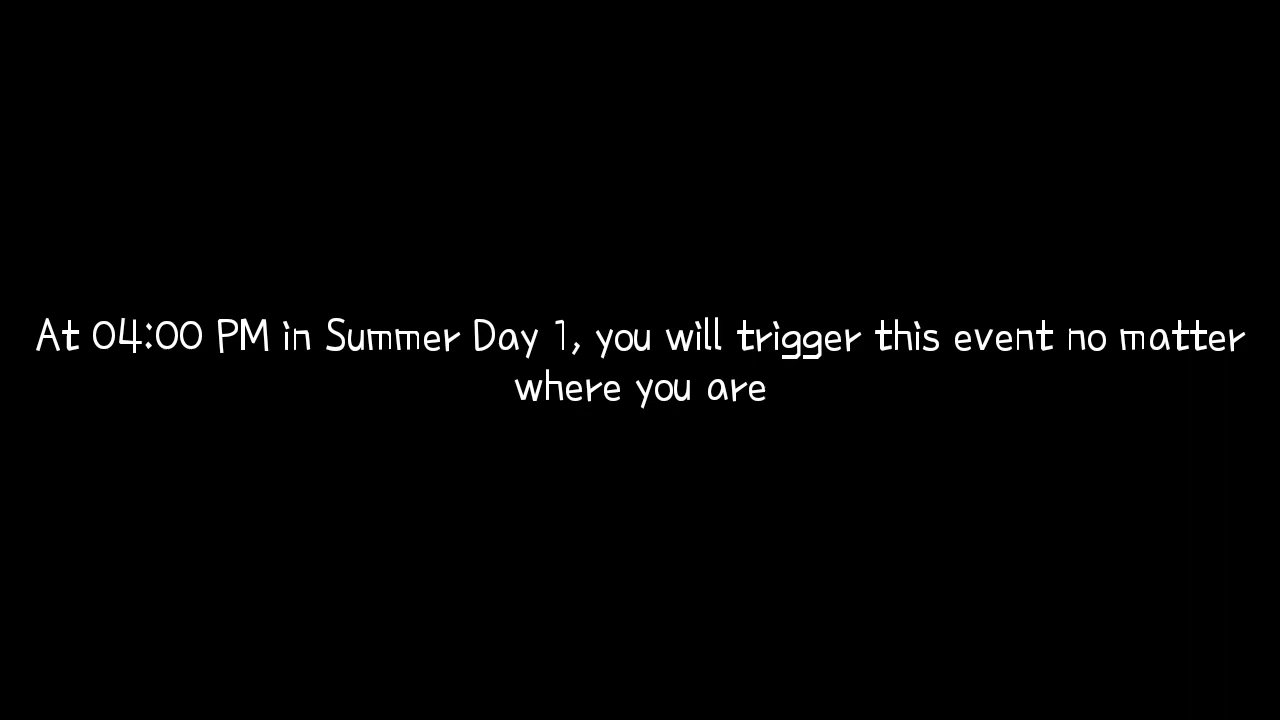 At 04:00 PM in Summer Day 1, you will trigger this event no matter
where you are